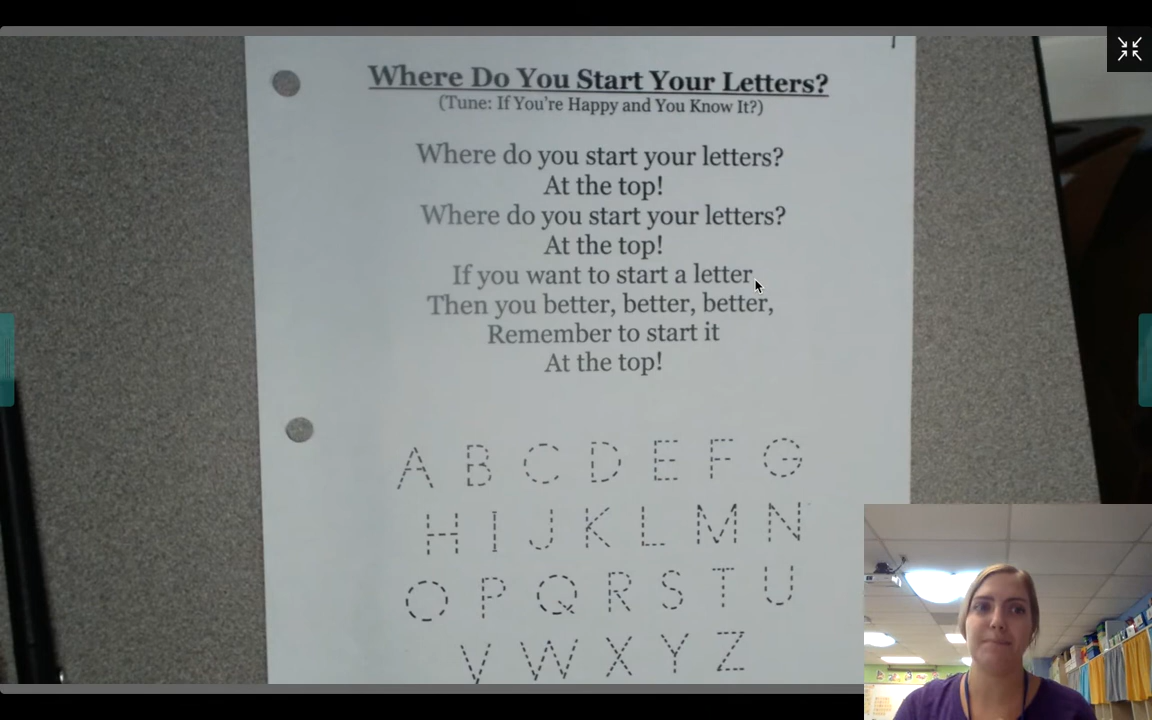 Where Do You Start Your Letters?
(Tune: If You're Happy and You Know It?)
Where do you start your letters?
At the top!
Where do you start your letters?
At the top!
If you want to start a letter,
Then you better, better, better,
Remember to start it
At the top!
A B C D E F G
H I J K L M N
O P Q R S T U
V W X Y Z